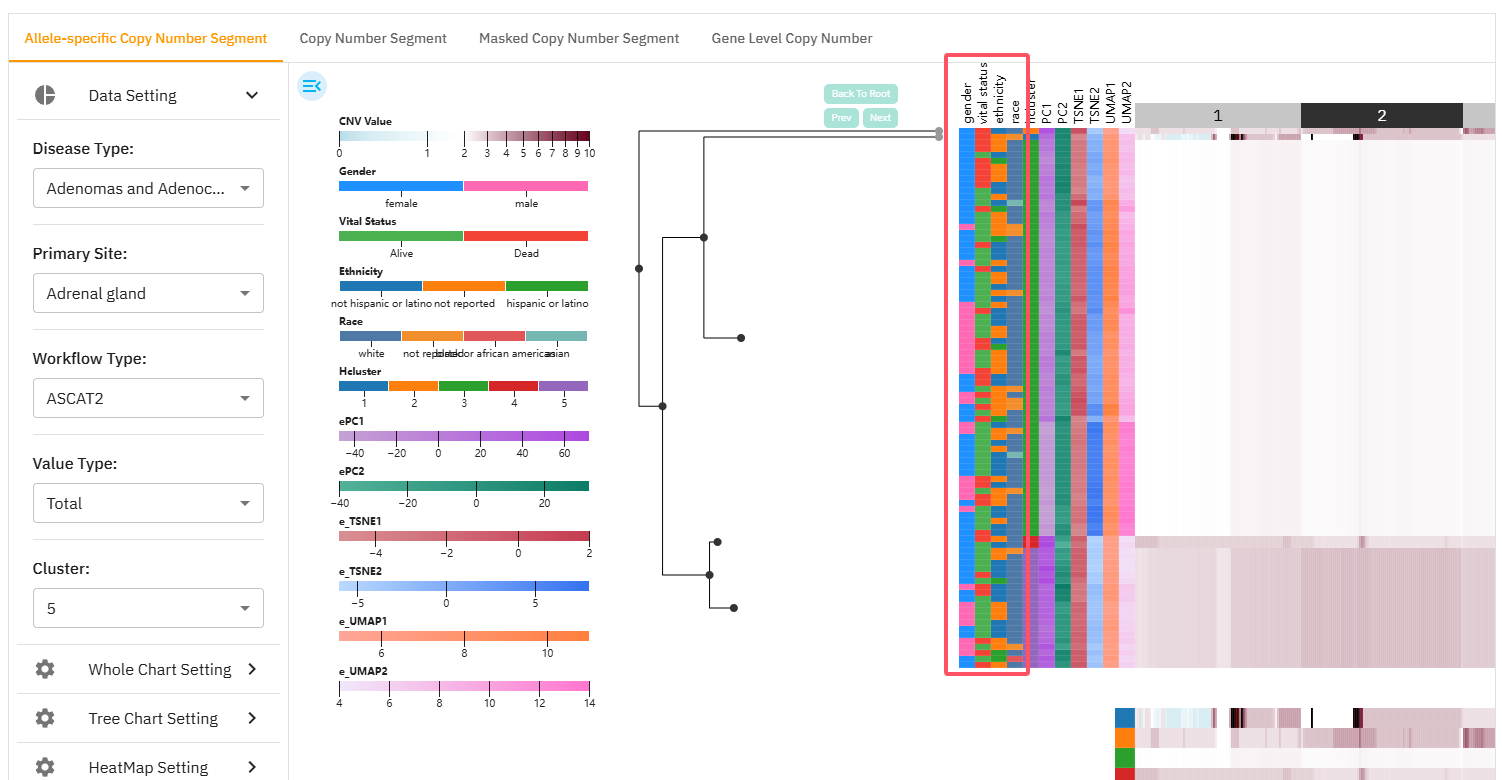 Allele-specific Copy Number Segment
Copy Number Segment
Masked Copy Number Segment
Gene Level Copy Number
Data Setting
Disease Type:
Adenomas and Adenoc...
Primary Site:
Adrenal gland
Workflow Type:
ASCAT2
Value Type:
Total
Cluster:
5
Whole Chart Setting
Tree Chart Setting
HeatMap Setting
CNV Value
0 1 2 3 4 5 6 7 8 9 10
Gender
female male
Vital Status
Alive Dead
Ethnicity
not hispanic or latino not reported hispanic or latino
Race
white not reported black or african american asian
Hcluster
1 2 3 4 5
ePC1
−40 −20 0 20 40 60
ePC2
−40 −20 0 20
e_TSNE1
−4 −2 0 2
e_TSNE2
−5 0 5
e_UMAP1
6 8 10
e_UMAP2
4 6 8 10 12 14
Back To Root
Prev Next
gender
vital status
ethnicity
race
hcluster
PC1
PC2
TSNE1
TSNE2
UMAP1
UMAP2
1 2